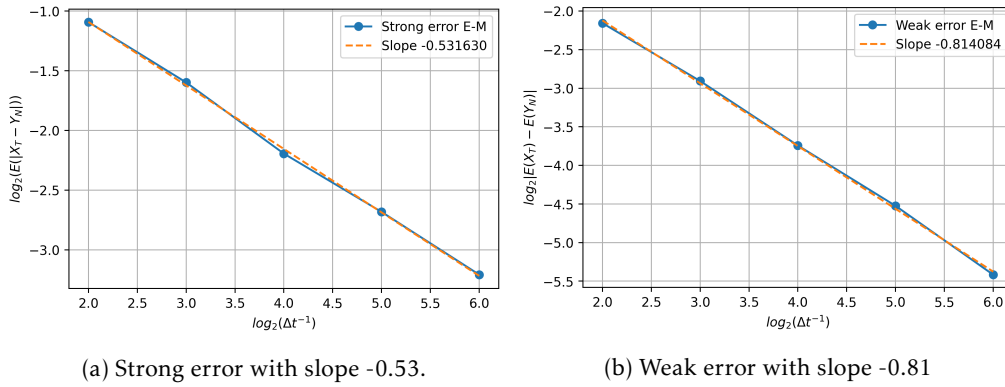 Strong error E-M
Slope -0.531630
−1.0
−1.5
−2.0
−2.5
−3.0
log₂(E(|X_T − Y_N|))
2.0 2.5 3.0 3.5 4.0 4.5 5.0 5.5 6.0
log₂(Δt⁻¹)
(a) Strong error with slope -0.53.
Weak error E-M
Slope -0.814084
−2.0
−2.5
−3.0
−3.5
−4.0
−4.5
−5.0
−5.5
log₂|E(X_T) − E(Y_N)|
2.0 2.5 3.0 3.5 4.0 4.5 5.0 5.5 6.0
log₂(Δt⁻¹)
(b) Weak error with slope -0.81